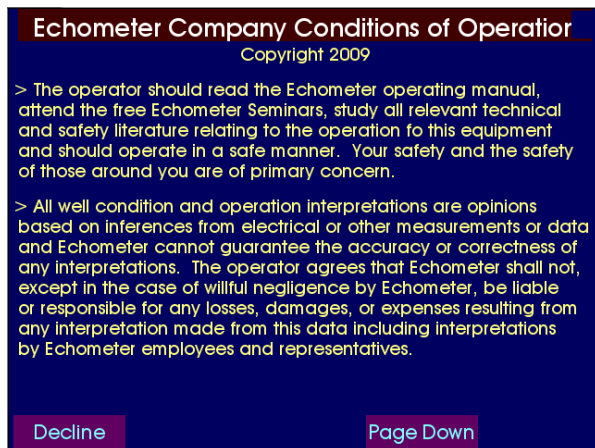 Echometer Company Conditions of Operation
Copyright 2009
> The operator should read the Echometer operating manual,
attend the free Echometer Seminars, study all relevant technical
and safety literature relating to the operation fo this equipment
and should operate in a safe manner. Your safety and the safety
of those around you are of primary concern.
> All well condition and operation interpretations are opinions
based on inferences from electrical or other measurements or data
and Echometer cannot guarantee the accuracy or correctness of
any interpretations. The operator agrees that Echometer shall not,
except in the case of willful negligence by Echometer, be liable
or responsible for any losses, damages, or expenses resulting from
any interpretation made from this data including interpretations
by Echometer employees and representatives.
Decline
Page Down